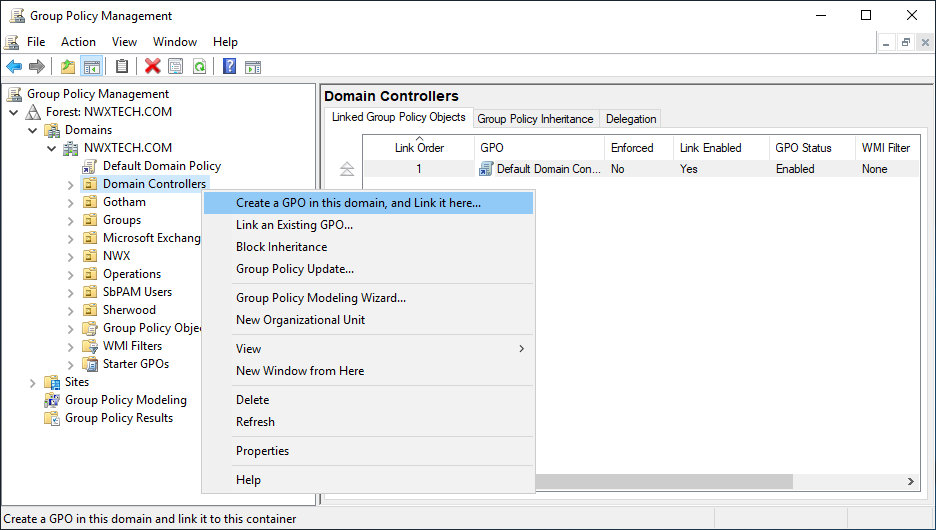 Group Policy Management
File Action View Window Help
Group Policy Management
Forest: NWXTECH.COM
Domains
NWXTECH.COM
Default Domain Policy
Domain Controllers
Gotham
Groups
Microsoft Exchang
NWX
Operations
SbPAM Users
Sherwood
Group Policy Obje
WMI Filters
Starter GPOs
Sites
Group Policy Modeling
Group Policy Results
Domain Controllers
Linked Group Policy Objects Group Policy Inheritance Delegation
Link Order GPO Enforced Link Enabled GPO Status WMI Filter
1 Default Domain Con... No Yes Enabled None
Create a GPO in this domain, and Link it here...
Link an Existing GPO...
Block Inheritance
Group Policy Update...
Group Policy Modeling Wizard...
New Organizational Unit
View
New Window from Here
Delete
Refresh
Properties
Help
Create a GPO in this domain and link it to this container